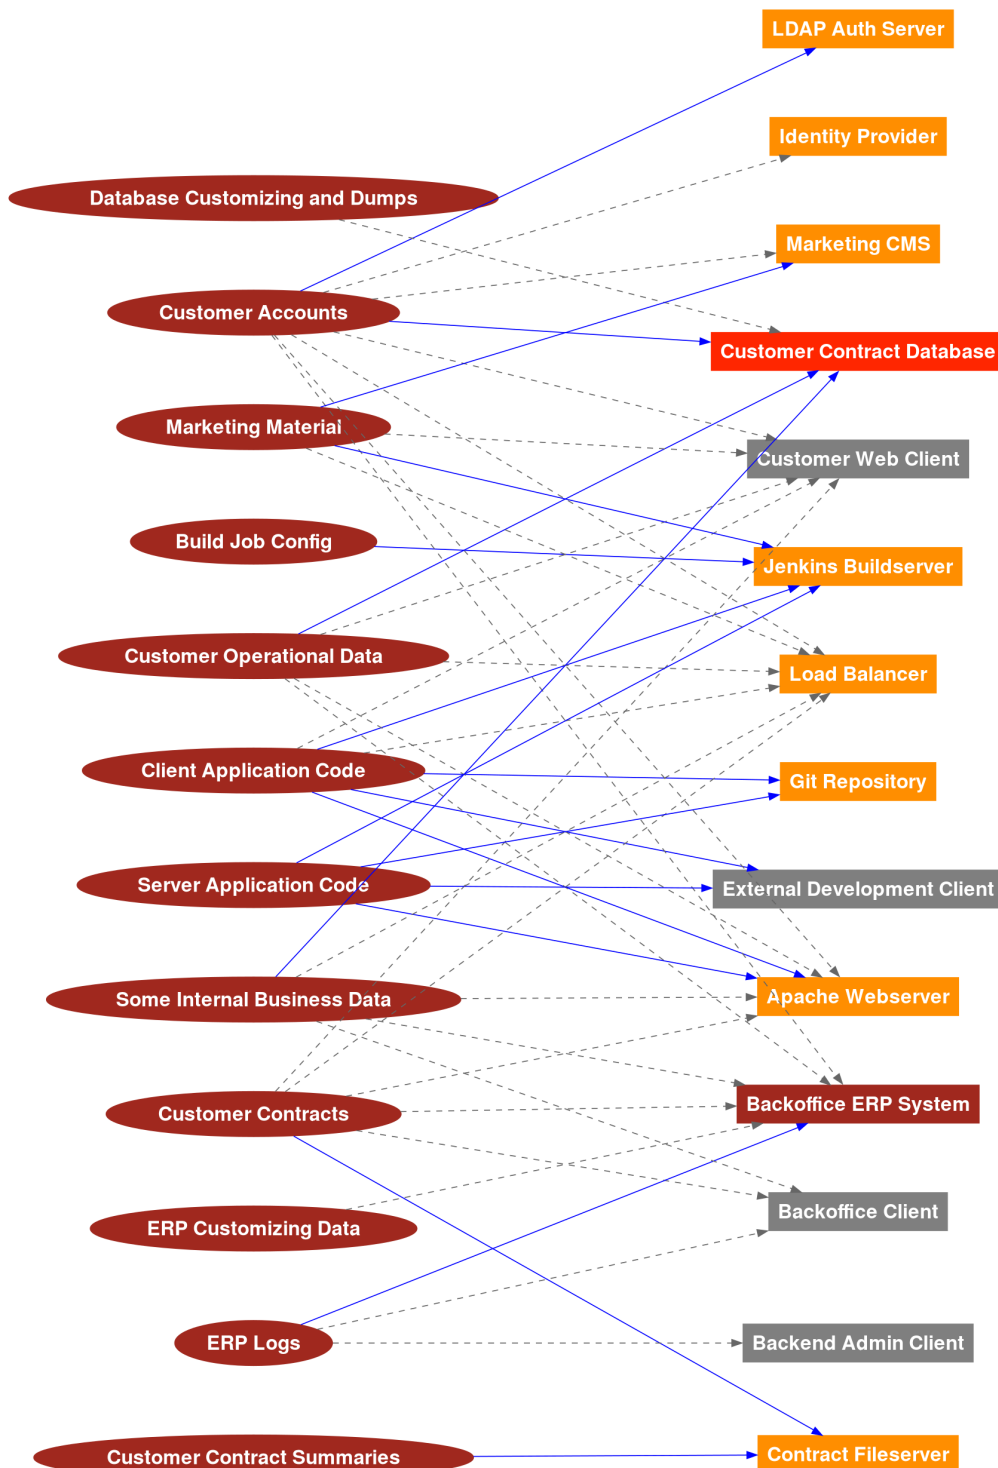 LDAP Auth Server
Identity Provider
Database Customizing and Dumps
Marketing CMS
Customer Accounts
Customer Contract Database
Marketing Material
Customer Web Client
Build Job Config
Jenkins Buildserver
Customer Operational Data
Load Balancer
Client Application Code
Git Repository
Server Application Code
External Development Client
Some Internal Business Data
Apache Webserver
Customer Contracts
Backoffice ERP System
ERP Customizing Data
Backoffice Client
ERP Logs
Backend Admin Client
Customer Contract Summaries
Contract Fileserver